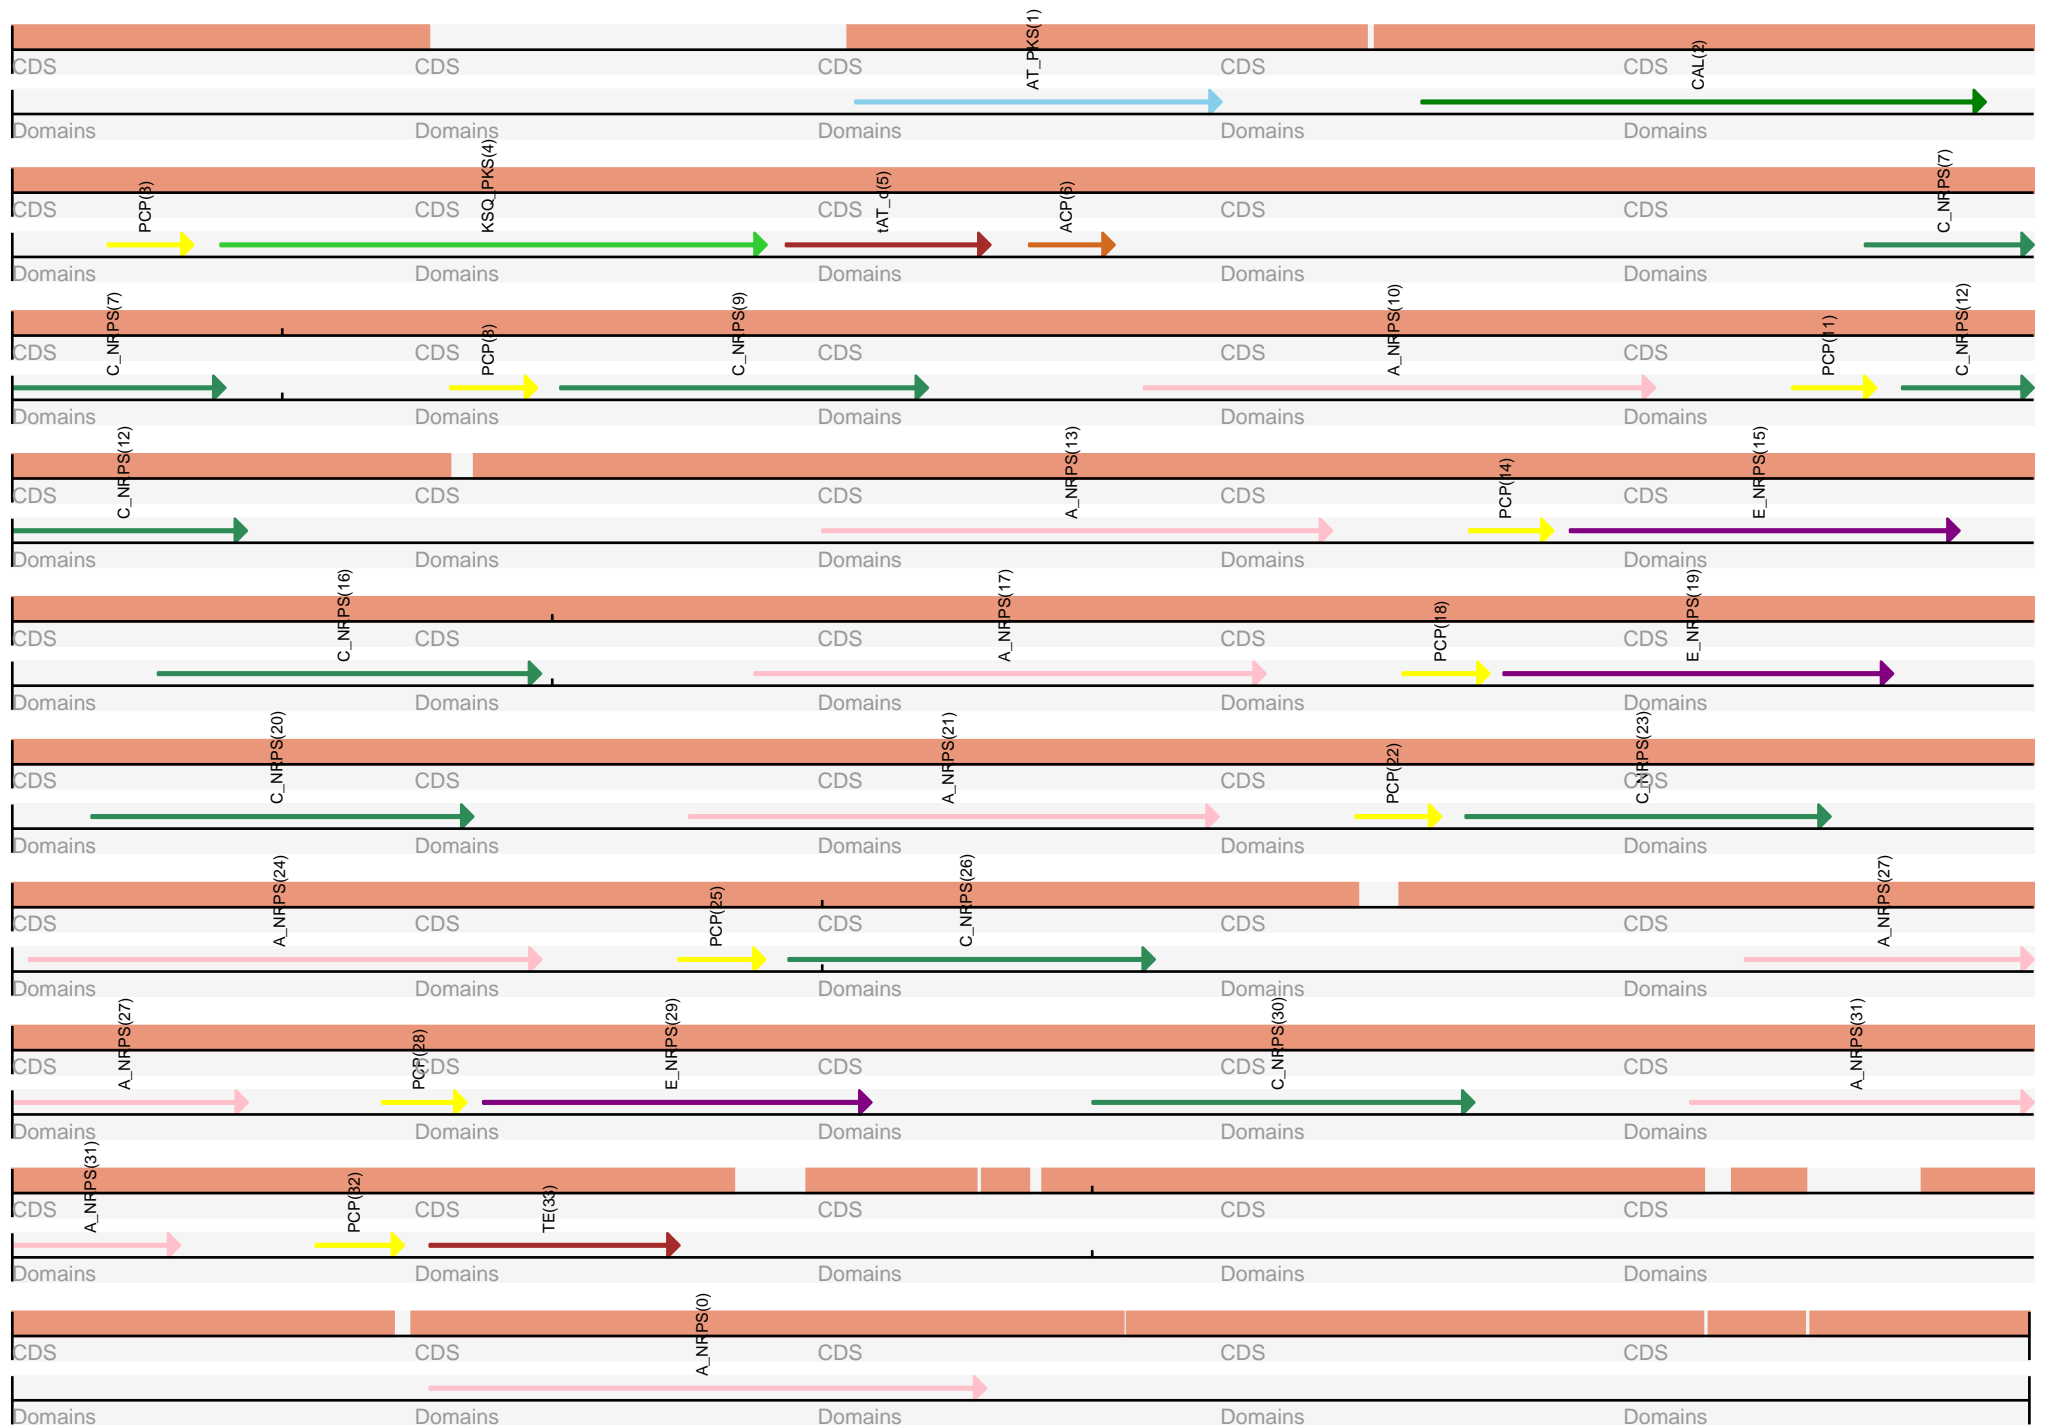 AT_PKS(1)
CDS CDS CDS CDS CDS
CAL(2)
Domains Domains Domains Domains Domains
KSQ_PKS(4)
PCP(3) tAT_d(5) ACP(6) C_NRPS(7)
CDS CDS CDS CDS CDS
Domains Domains Domains Domains Domains
C_NRPS(7) PCP(8) C_NRPS(9) A_NRPS(10) PCP(11) C_NRPS(12)
CDS CDS CDS CDS CDS
Domains Domains Domains Domains Domains
C_NRPS(12) A_NRPS(13) PCP(14) E_NRPS(15)
CDS CDS CDS CDS CDS
Domains Domains Domains Domains Domains
C_NRPS(16) A_NRPS(17) PCP(18) E_NRPS(19)
CDS CDS CDS CDS CDS
Domains Domains Domains Domains Domains
C_NRPS(20) A_NRPS(21) PCP(22) C_NRPS(23)
CDS CDS CDS CDS CDS
Domains Domains Domains Domains Domains
A_NRPS(24) PCP(25) C_NRPS(26) A_NRPS(27)
CDS CDS CDS CDS CDS
Domains Domains Domains Domains Domains
A_NRPS(27) PCP(28) E_NRPS(29) C_NRPS(30) A_NRPS(31)
CDS CDS CDS CDS CDS
Domains Domains Domains Domains Domains
A_NRPS(31) PCP(32) TE(33)
CDS CDS CDS CDS CDS
Domains Domains Domains Domains Domains
A_NRPS(0)
CDS CDS CDS CDS CDS
Domains Domains Domains Domains Domains